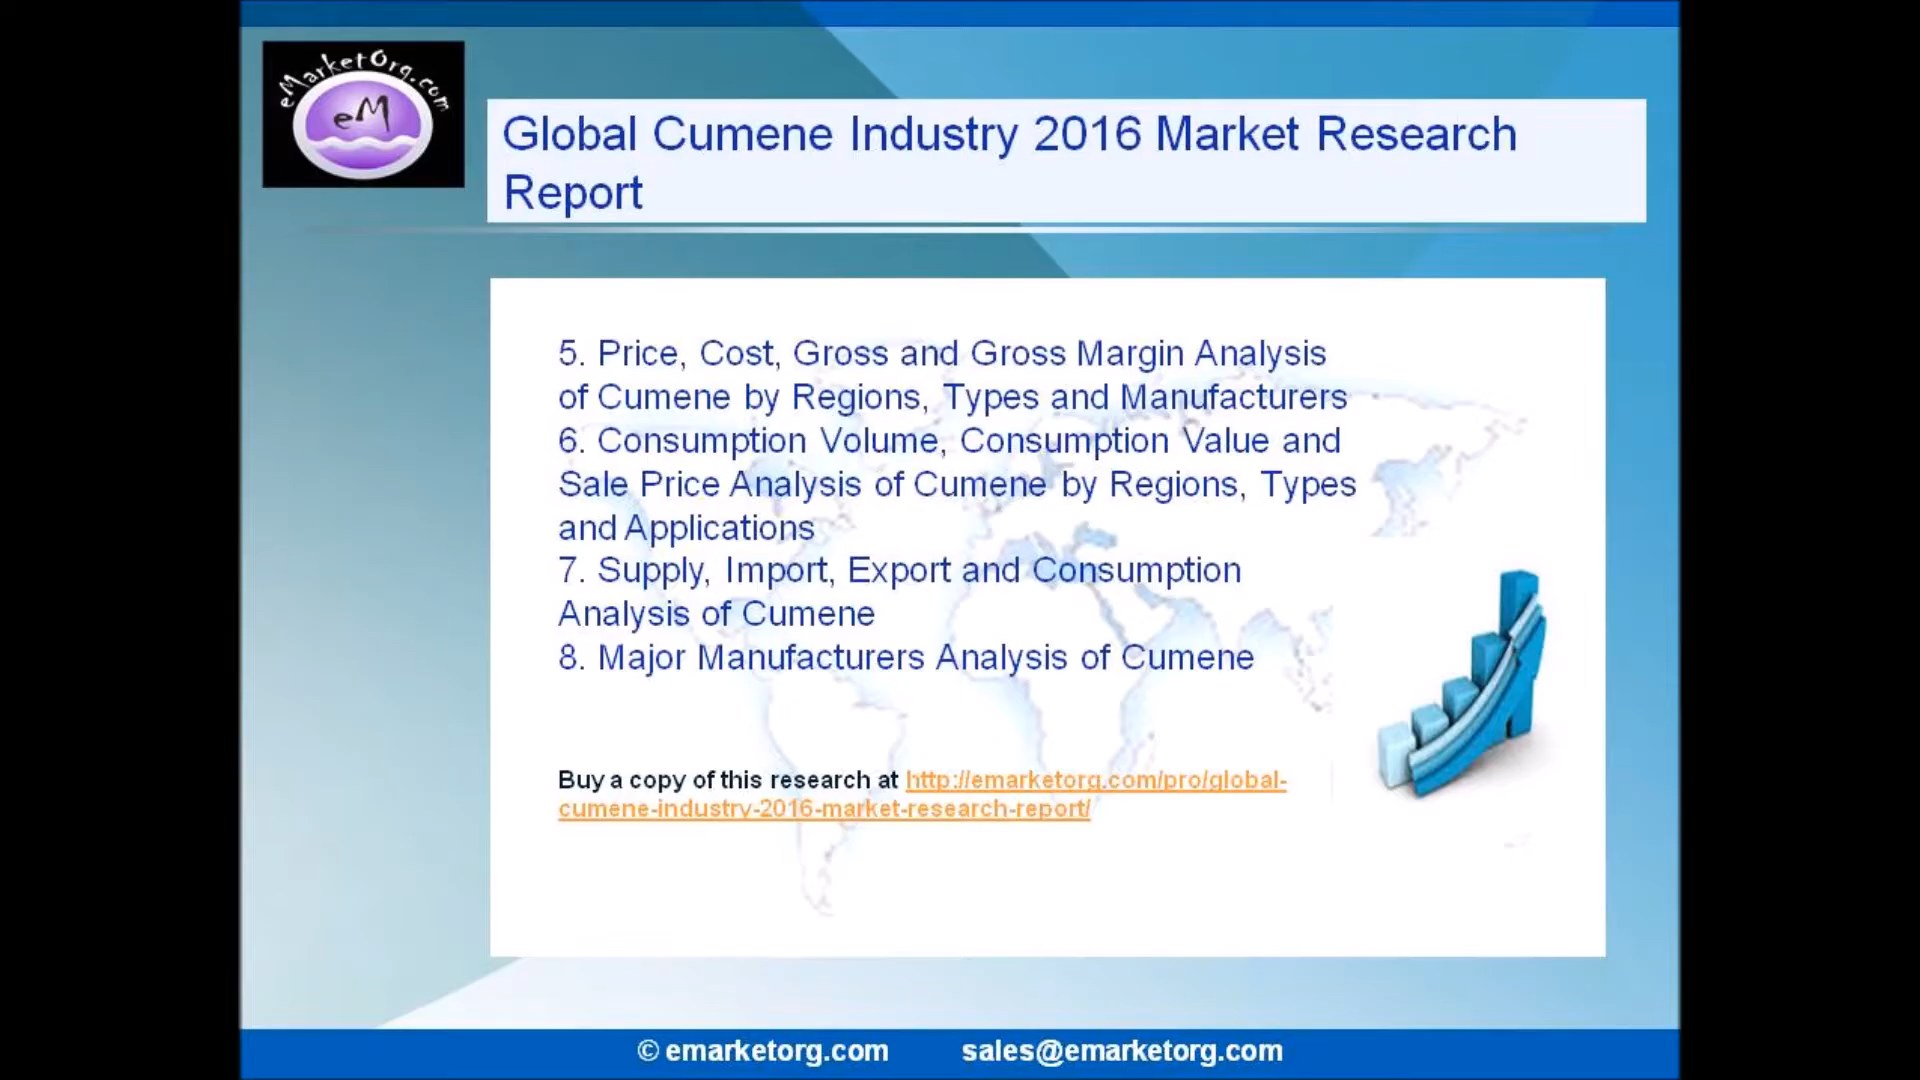 eMarketOrg.com
eM
Global Cumene Industry 2016 Market Research
Report
5. Price, Cost, Gross and Gross Margin Analysis
of Cumene by Regions, Types and Manufacturers
6. Consumption Volume, Consumption Value and
Sale Price Analysis of Cumene by Regions, Types
and Applications
7. Supply, Import, Export and Consumption
Analysis of Cumene
8. Major Manufacturers Analysis of Cumene
Buy a copy of this research at http://emarketorg.com/pro/global-
cumene-industry-2016-market-research-report/
© emarketorg.com sales@emarketorg.com